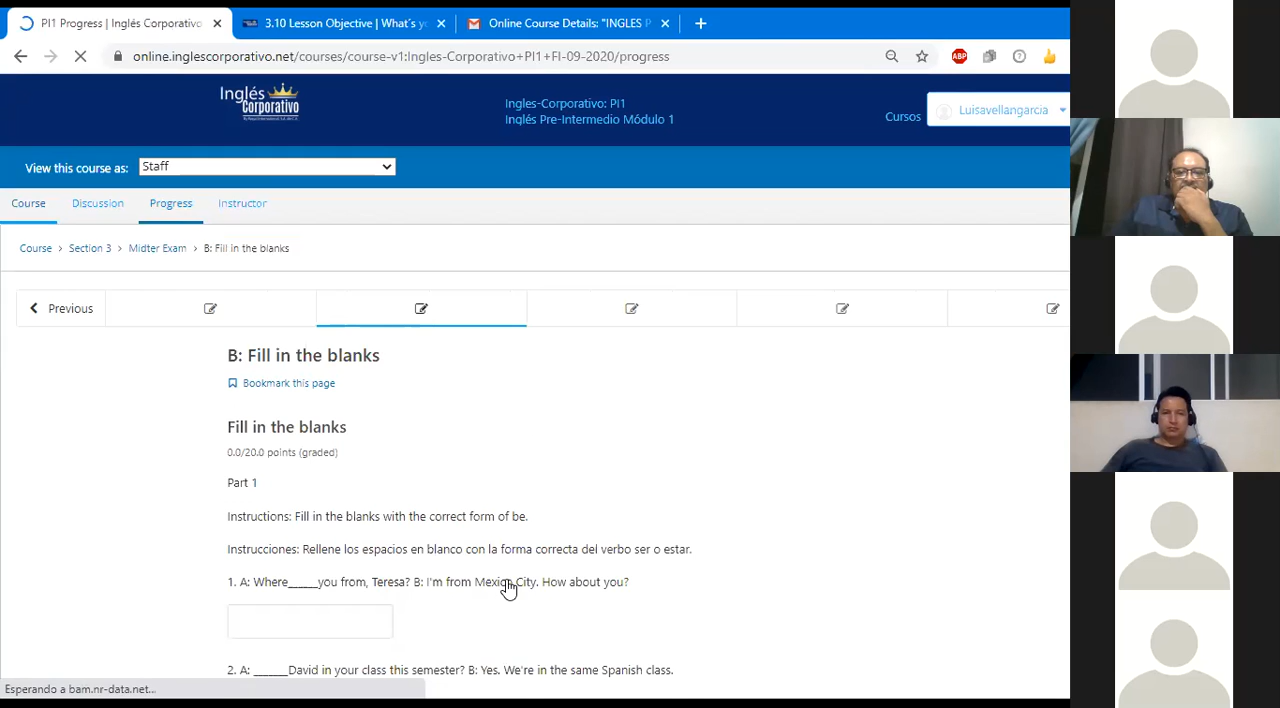 PI1 Progress | Inglés Corporativo
3.10 Lesson Objective | What´s yo
Online Course Details: "INGLES P
online.inglescorporativo.net/courses/course-v1:Ingles-Corporativo+PI1+FI-09-2020/progress
ABP
Inglés
Corporativo
Ingles-Corporativo: PI1
Inglés Pre-Intermedio Módulo 1
Cursos
Luisavellangarcia
View this course as:
Staff
Course
Discussion
Progress
Instructor
Course > Section 3 > Midter Exam > B: Fill in the blanks
Previous
B: Fill in the blanks
Bookmark this page
Fill in the blanks
0.0/20.0 points (graded)
Part 1
Instructions: Fill in the blanks with the correct form of be.
Instrucciones: Rellene los espacios en blanco con la forma correcta del verbo ser o estar.
1. A: Where______you from, Teresa? B: I'm from Mexico City. How about you?
2. A: _______David in your class this semester? B: Yes. We're in the same Spanish class.
Esperando a bam.nr-data.net...